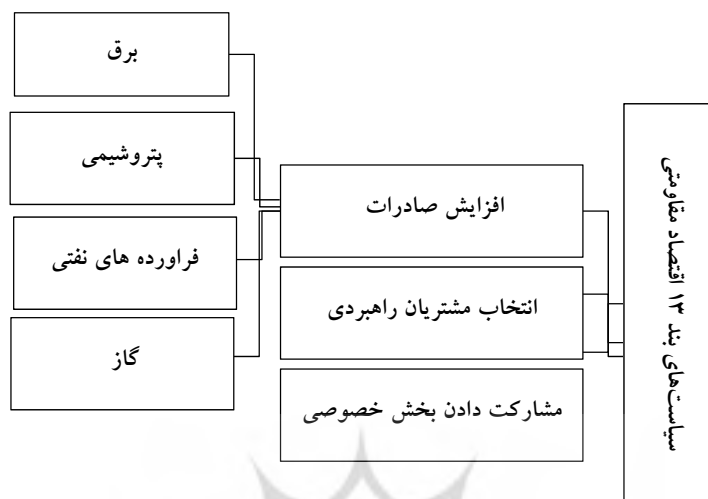 سیاست‌های بند ۱۳ اقتصاد مقاومتی
افزایش صادرات
انتخاب مشتریان راهبردی
مشارکت دادن بخش خصوصی
برق
پتروشیمی
فراورده های نفتی
گاز